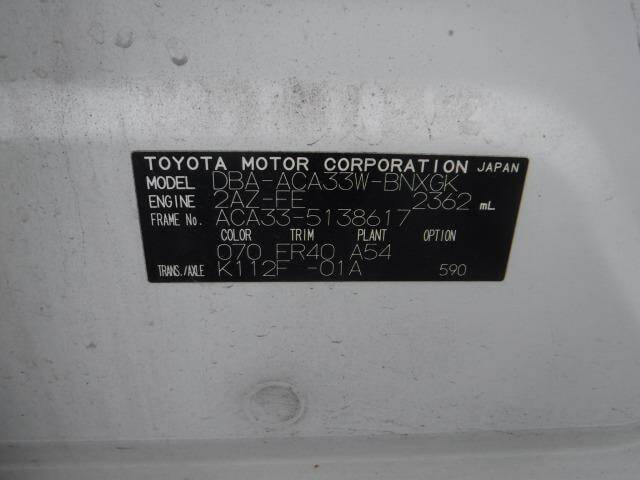 TOYOTA MOTOR CORPORATION JAPAN
MODEL DBA-ACA33W-BNXGK
ENGINE 2AZ-FE 2362 mL
FRAME No. ACA33-5138617
COLOR TRIM PLANT OPTION
070 FR40 A54
TRANS./AXLE K112F -01A 590